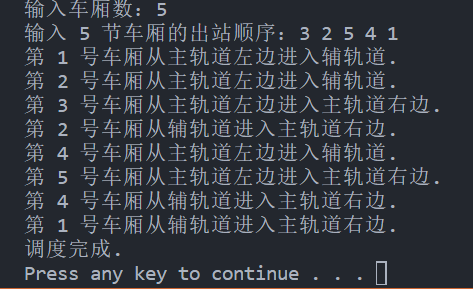 输入车厢数：5
输入 5 节车厢的出站顺序：3 2 5 4 1
第 1 号车厢从主轨道左边进入辅轨道.
第 2 号车厢从主轨道左边进入辅轨道.
第 3 号车厢从主轨道左边进入主轨道右边.
第 2 号车厢从辅轨道进入主轨道右边.
第 4 号车厢从主轨道左边进入辅轨道.
第 5 号车厢从主轨道左边进入主轨道右边.
第 4 号车厢从辅轨道进入主轨道右边.
第 1 号车厢从辅轨道进入主轨道右边.
调度完成.
Press any key to continue . . .